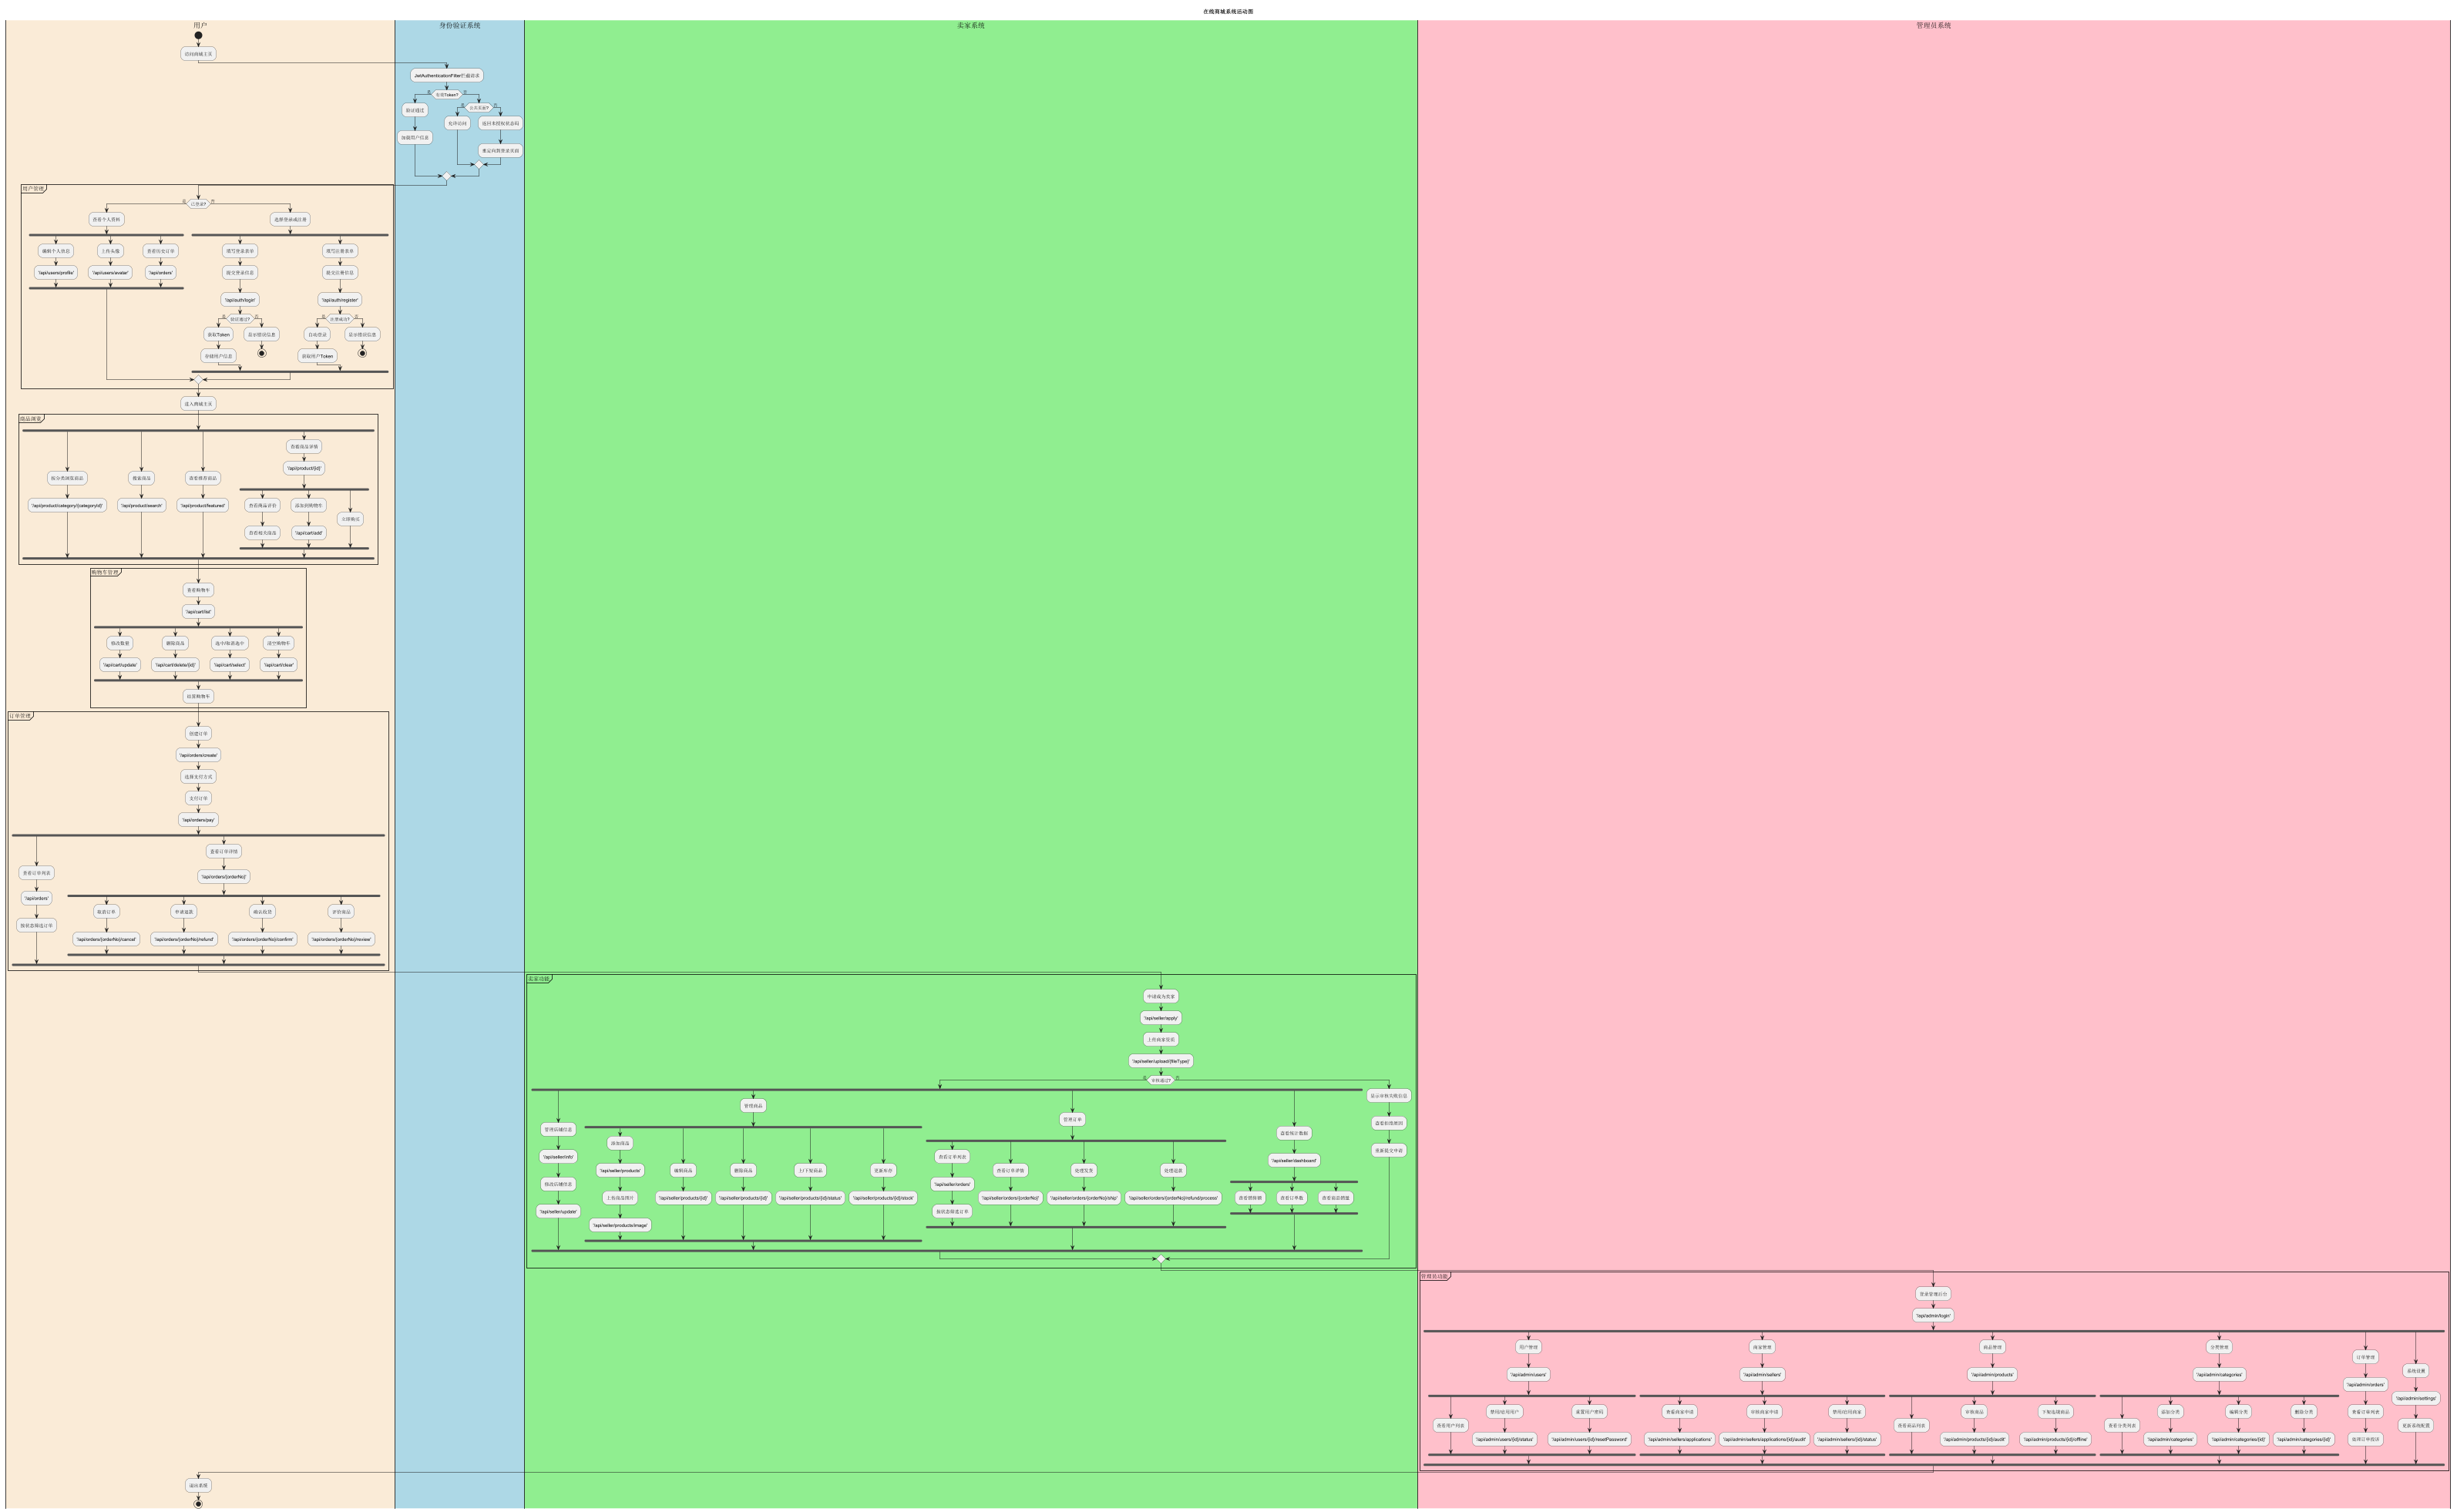 在线商城系统活动图
用户
身份验证系统
卖家系统
管理员系统
访问商城主页
JwtAuthenticationFilter拦截请求
有效Token?
是
否
验证通过
加载用户信息
公共资源?
是
否
允许访问
返回未授权状态码
重定向到登录页面
用户管理
已登录?
是
否
查看个人资料
选择登录或注册
编辑个人信息
上传头像
查看历史订单
"/api/users/profile"
"/api/users/avatar"
"/api/orders"
填写登录表单
填写注册表单
提交登录信息
提交注册信息
"/api/auth/login"
"/api/auth/register"
验证通过?
是
否
注册成功?
是
否
获取Token
显示错误信息
自动登录
显示错误信息
存储用户信息
获取用户Token
进入商城主页
商品浏览
查看商品详情
"/api/product/{id}"
按分类浏览商品
搜索商品
查看推荐商品
"/api/product/category/{categoryId}"
"/api/product/search"
"/api/product/featured"
查看商品评价
添加到购物车
立即购买
查看相关商品
"/api/cart/add"
购物车管理
查看购物车
"/api/cart/list"
修改数量
删除商品
选中/取消选中
清空购物车
"/api/cart/update"
"/api/cart/delete/{id}"
"/api/cart/select"
"/api/cart/clear"
结算购物车
订单管理
创建订单
"/api/orders/create"
选择支付方式
支付订单
"/api/orders/pay"
查看订单列表
"/api/orders"
按状态筛选订单
查看订单详情
"/api/orders/{orderNo}"
取消订单
申请退款
确认收货
评价商品
"/api/orders/{orderNo}/cancel"
"/api/orders/{orderNo}/refund"
"/api/orders/{orderNo}/confirm"
"/api/orders/{orderNo}/review"
卖家功能
申请成为卖家
"/api/seller/apply"
上传商家资质
"/api/seller/upload/{fileType}"
审核通过?
是
否
管理店铺信息
"/api/seller/info"
修改店铺信息
"/api/seller/update"
管理商品
添加商品
"/api/seller/products"
上传商品图片
"/api/seller/products/image"
编辑商品
"/api/seller/products/{id}"
删除商品
"/api/seller/products/{id}"
上/下架商品
"/api/seller/products/{id}/status"
更新库存
"/api/seller/products/{id}/stock"
管理订单
查看订单列表
"/api/seller/orders"
按状态筛选订单
查看订单详情
"/api/seller/orders/{orderNo}"
处理发货
"/api/seller/orders/{orderNo}/ship"
处理退款
"/api/seller/orders/{orderNo}/refund/process"
查看统计数据
"/api/seller/dashboard"
查看销售额
查看订单数
查看商品销量
显示审核失败信息
查看拒绝原因
重新提交申请
管理员功能
登录管理后台
"/api/admin/login"
用户管理
"/api/admin/users"
查看用户列表
禁用/启用用户
"/api/admin/users/{id}/status"
重置用户密码
"/api/admin/users/{id}/resetPassword"
商家管理
"/api/admin/sellers"
查看商家申请
"/api/admin/sellers/applications"
审核商家申请
"/api/admin/sellers/applications/{id}/audit"
禁用/启用商家
"/api/admin/sellers/{id}/status"
商品管理
"/api/admin/products"
查看商品列表
审核商品
"/api/admin/products/{id}/audit"
下架违规商品
"/api/admin/products/{id}/offline"
分类管理
"/api/admin/categories"
查看分类列表
添加分类
"/api/admin/categories"
编辑分类
"/api/admin/categories/{id}"
删除分类
"/api/admin/categories/{id}"
订单管理
"/api/admin/orders"
查看订单列表
处理订单投诉
系统设置
"/api/admin/settings"
更新系统配置
退出系统